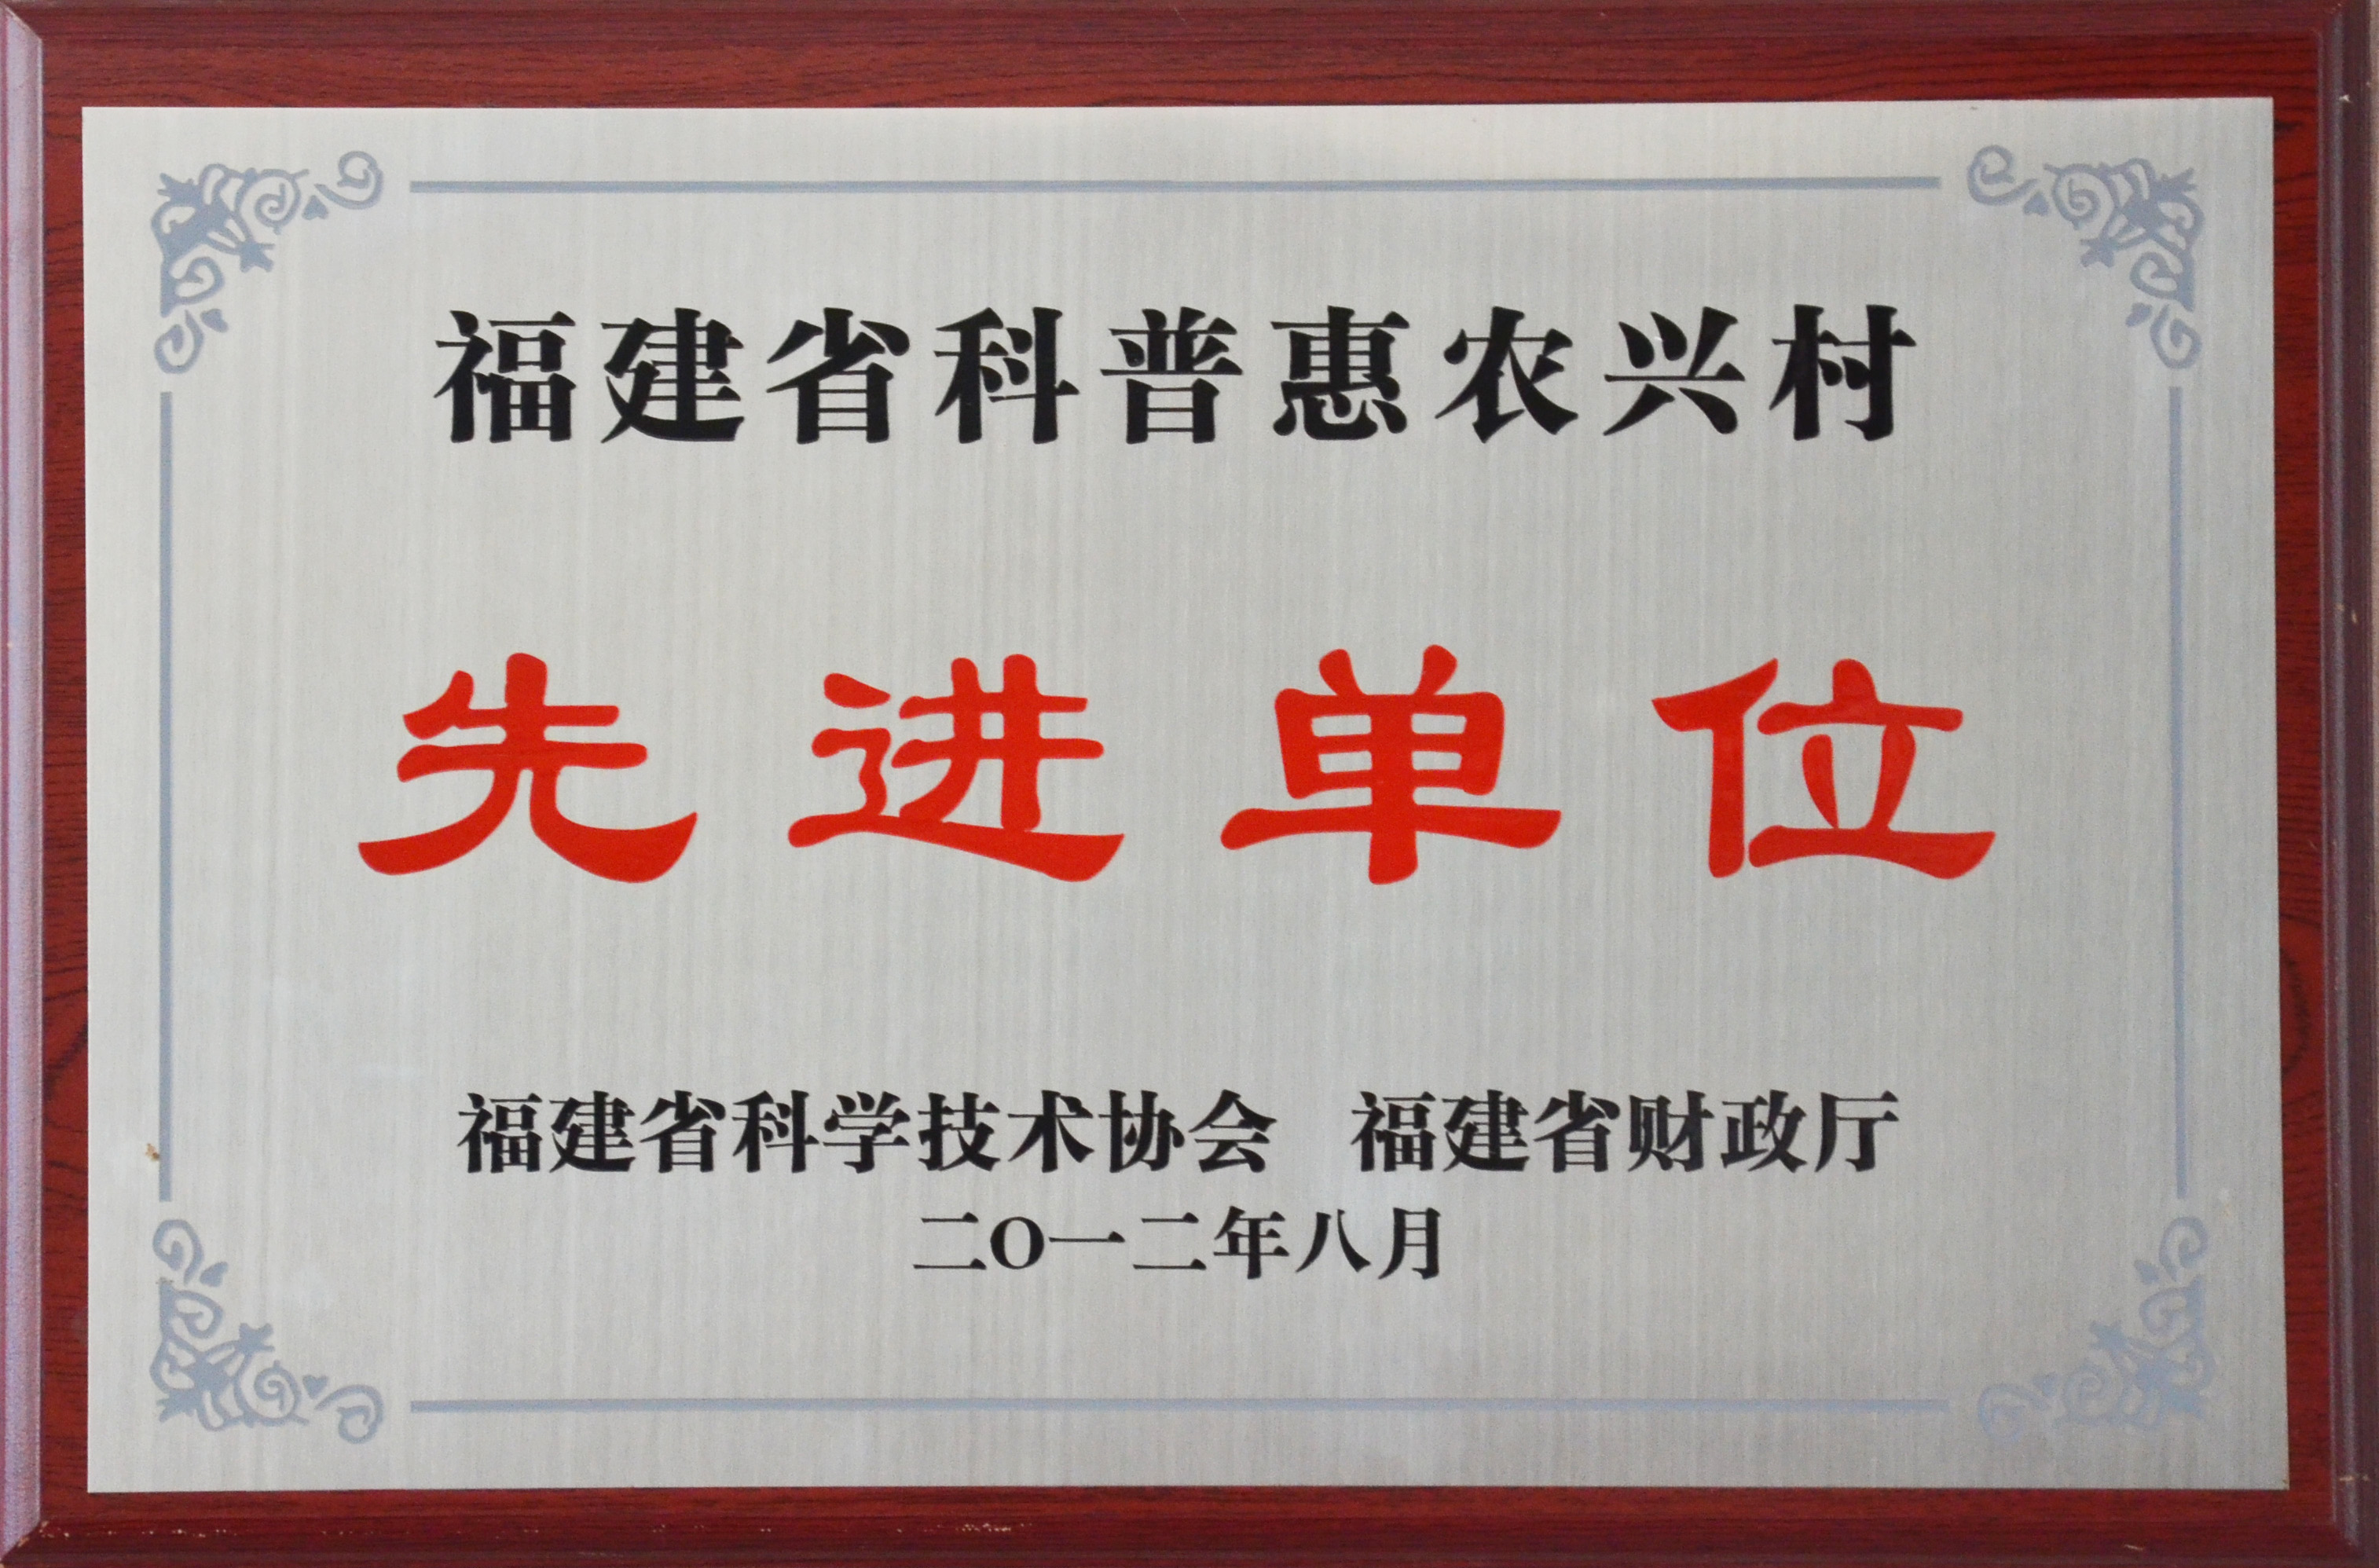 福建省科普惠农兴村
先进单位
福建省科学技术协会 福建省财政厅
二O一二年八月